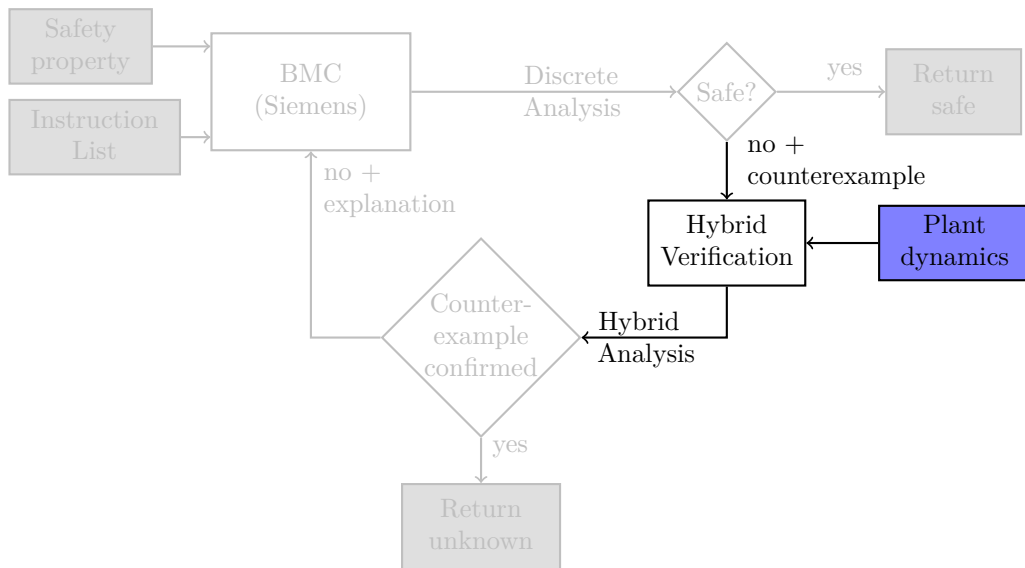 Safety
property
Instruction
List
BMC
(Siemens)
Discrete
Analysis
Safe?
yes
Return
safe
no +
explanation
no +
counterexample
Hybrid
Verification
Plant
dynamics
Counter-
example
confirmed
Hybrid
Analysis
yes
Return
unknown